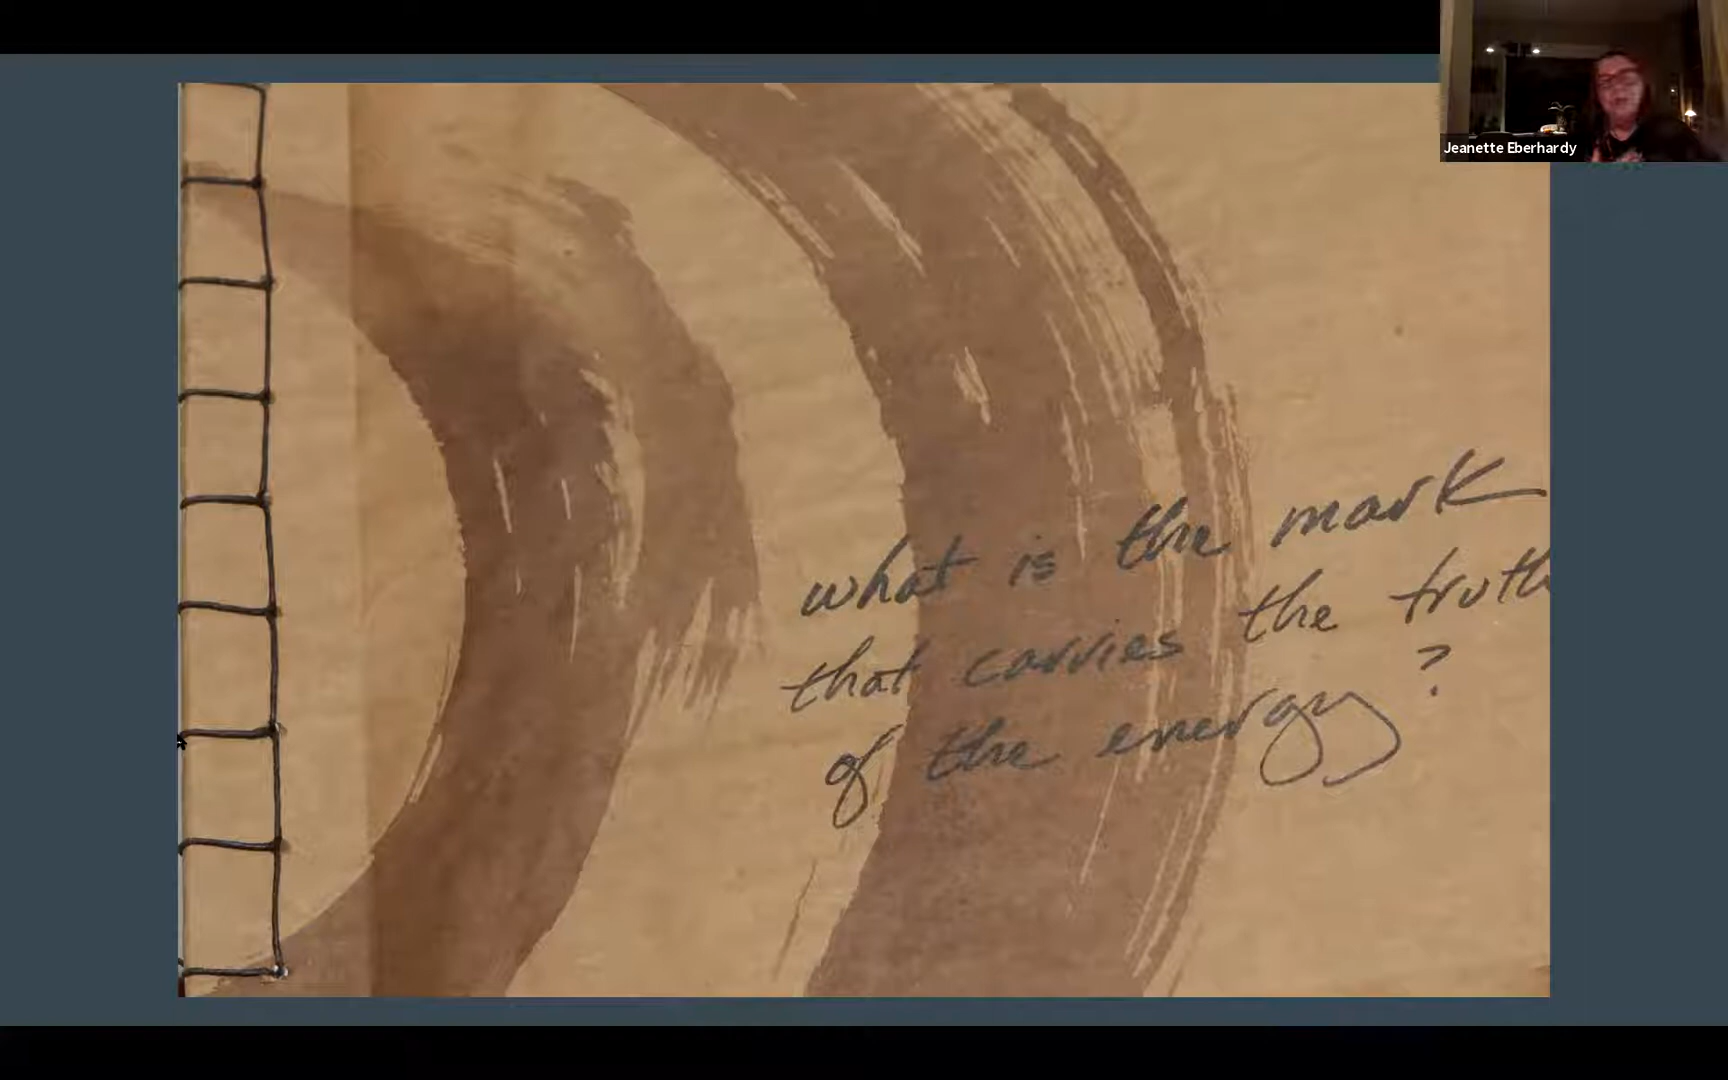 Jeanette Eberhardy
what is the mark
that carries the truth
of the energy?
?